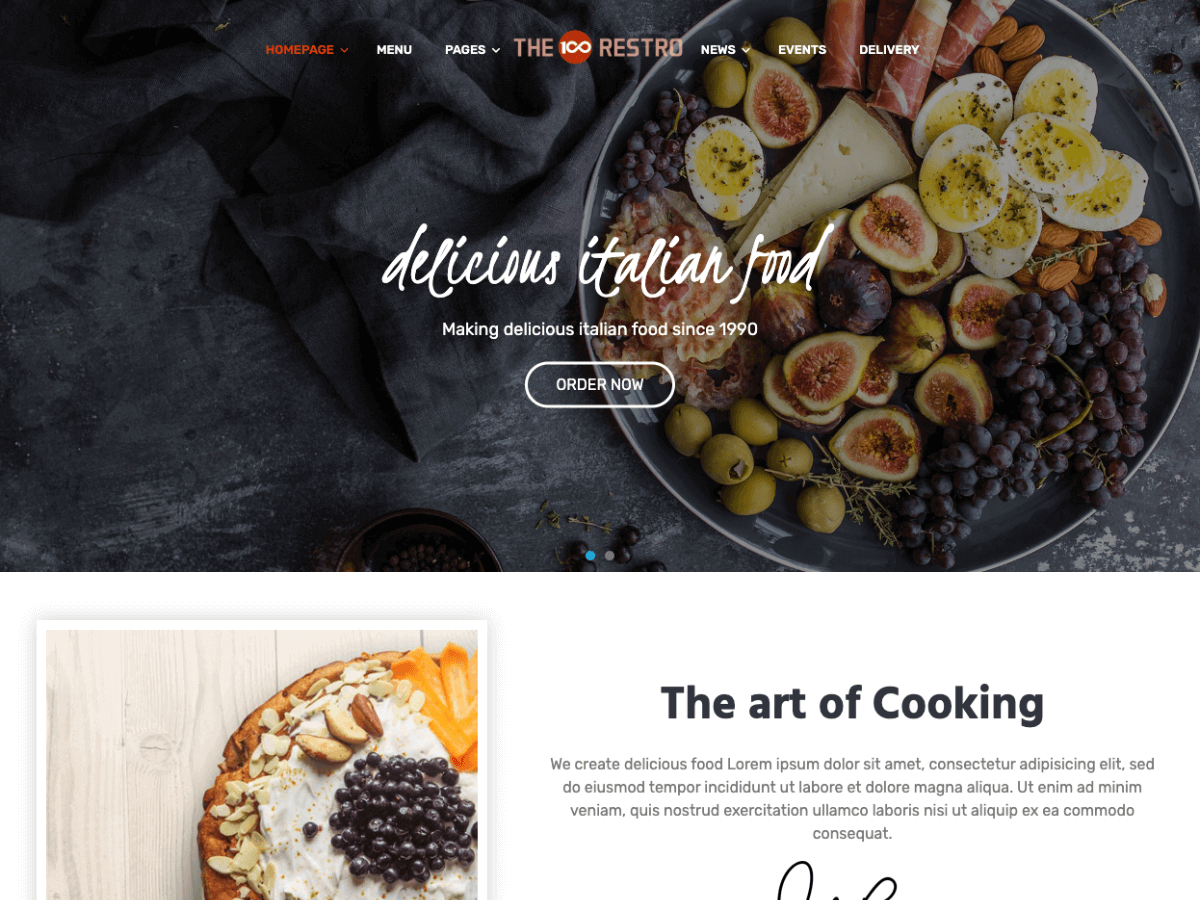 HOMEPAGE MENU PAGES THE 100 RESTRO NEWS EVENTS DELIVERY
delicious italian food
Making delicious italian food since 1990
ORDER NOW
The art of Cooking
We create delicious food Lorem ipsum dolor sit amet, consectetur adipisicing elit, sed
do eiusmod tempor incididunt ut labore et dolore magna aliqua. Ut enim ad minim
veniam, quis nostrud exercitation ullamco laboris nisi ut aliquip ex ea commodo
consequat.